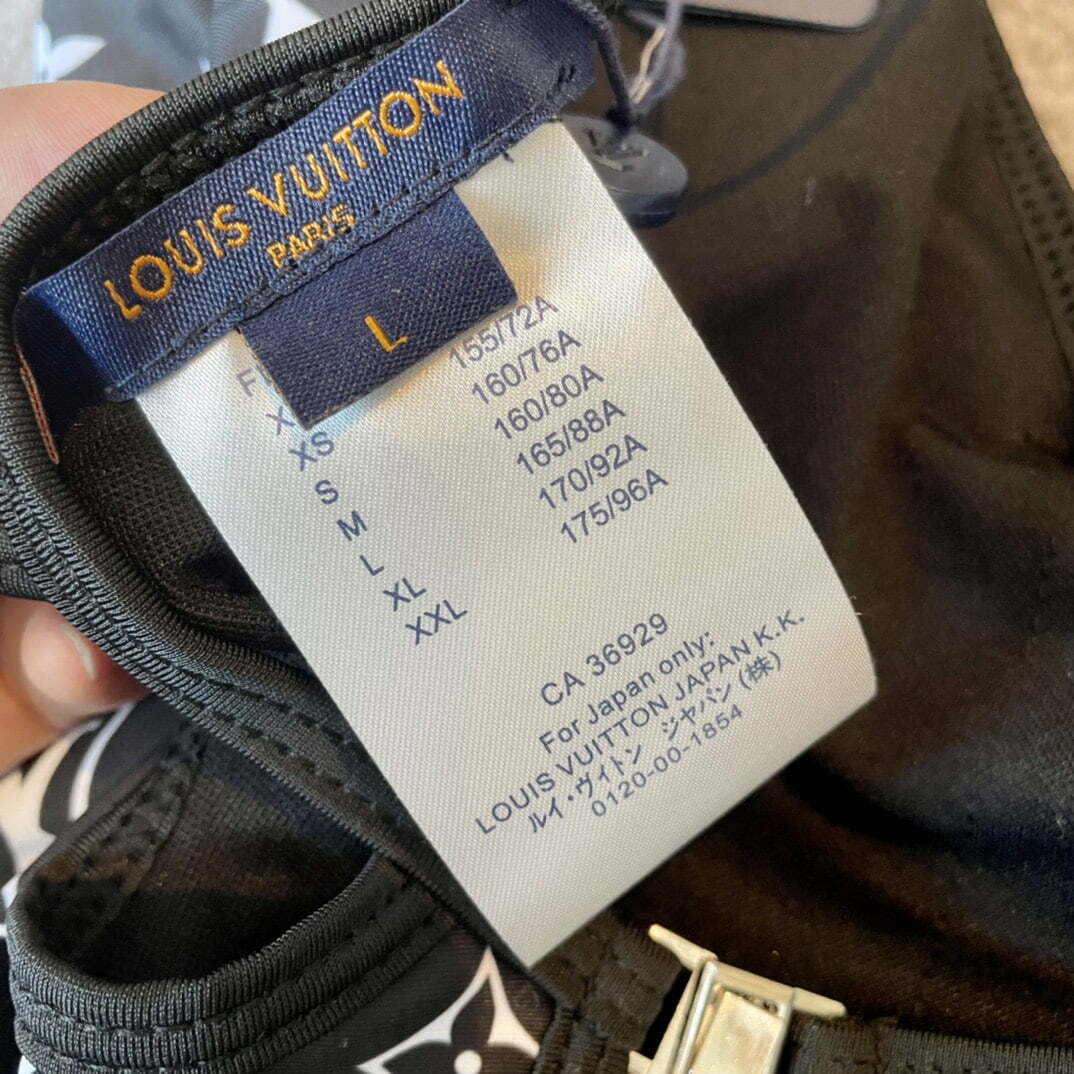 LOUIS VUITTON
PARIS
L
XS 155/72A
S 160/76A
M 160/80A
L 165/88A
XL 170/92A
XXL 175/96A
CA 36929
For Japan only:
LOUIS VUITTON JAPAN K.K.
ルイ・ヴィトン ジャパン (株)
0120-00-1854